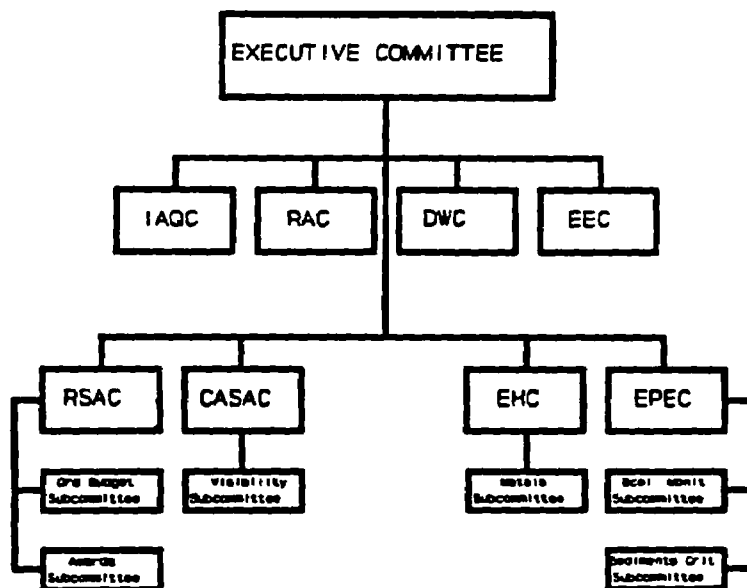 EXECUTIVE COMMITTEE
IAQC
RAC
DWC
EEC
RSAC
CASAC
EHC
EPEC
Ord Budget
Subcommittee
Visibility
Subcommittee
Metals
Subcommittee
Subcommittee
Awards
Subcommittee
Sediments Crit
Subcommittee